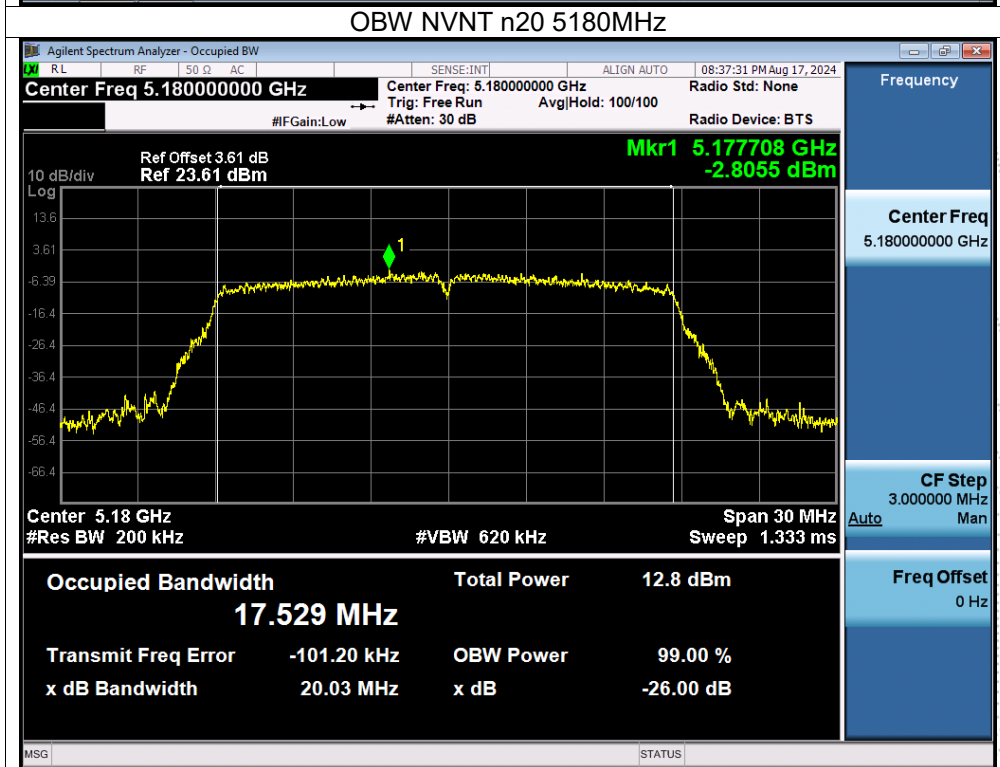 OBW NVNT n20 5180MHz
Agilent Spectrum Analyzer - Occupied BW
LXI RL RF 50 Ω AC SENSE:INT ALIGN AUTO 08:37:31 PM Aug 17, 2024
Center Freq 5.180000000 GHz
Center Freq: 5.180000000 GHz
Radio Std: None
Trig: Free Run Avg|Hold: 100/100
#IFGain:Low #Atten: 30 dB
Radio Device: BTS
Frequency
Ref Offset 3.61 dB
Ref 23.61 dBm
10 dB/div
Log
Mkr1 5.177708 GHz
-2.8055 dBm
13.6
3.61
-6.39
-16.4
-26.4
-36.4
-46.4
-56.4
-66.4
1
Center 5.18 GHz
Span 30 MHz
#Res BW 200 kHz
#VBW 620 kHz
Sweep 1.333 ms
Occupied Bandwidth
17.529 MHz
Total Power 12.8 dBm
Transmit Freq Error -101.20 kHz OBW Power 99.00 %
x dB Bandwidth 20.03 MHz x dB -26.00 dB
Center Freq
5.180000000 GHz
CF Step
3.000000 MHz
Auto Man
Freq Offset
0 Hz
MSG
STATUS